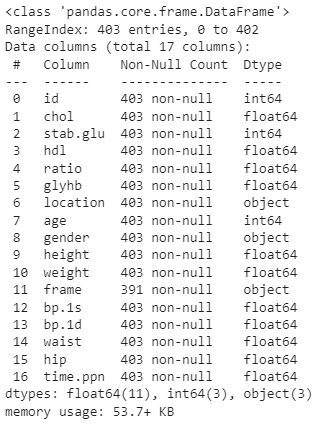 <class 'pandas.core.frame.DataFrame'>
RangeIndex: 403 entries, 0 to 402
Data columns (total 17 columns):
 #   Column    Non-Null Count  Dtype
---  ------    --------------  -----
 0   id        403 non-null    int64
 1   chol      403 non-null    float64
 2   stab.glu  403 non-null    int64
 3   hdl       403 non-null    float64
 4   ratio     403 non-null    float64
 5   glyhb     403 non-null    float64
 6   location  403 non-null    object
 7   age       403 non-null    int64
 8   gender    403 non-null    object
 9   height    403 non-null    float64
 10  weight    403 non-null    float64
 11  frame     391 non-null    object
 12  bp.1s     403 non-null    float64
 13  bp.1d     403 non-null    float64
 14  waist     403 non-null    float64
 15  hip       403 non-null    float64
 16  time.ppn  403 non-null    float64
dtypes: float64(11), int64(3), object(3)
memory usage: 53.7+ KB